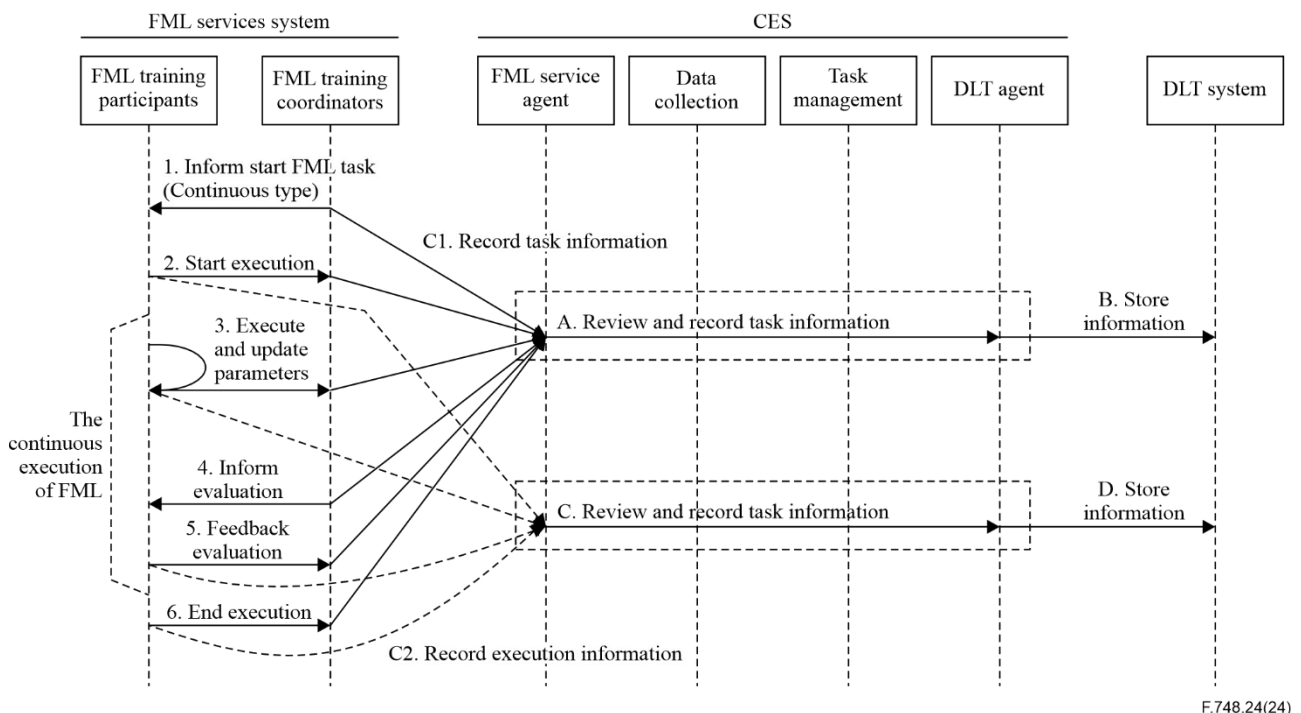 FML services system
CES
FML training
participants
FML training
coordinators
FML service
agent
Data
collection
Task
management
DLT agent
DLT system
1. Inform start FML task
(Continuous type)
C1. Record task information
2. Start execution
3. Execute
and update
parameters
A. Review and record task information
B. Store
information
The
continuous
execution
of FML
4. Inform
evaluation
5. Feedback
evaluation
C. Review and record task information
D. Store
information
6. End execution
C2. Record execution information
F.748.24(24)